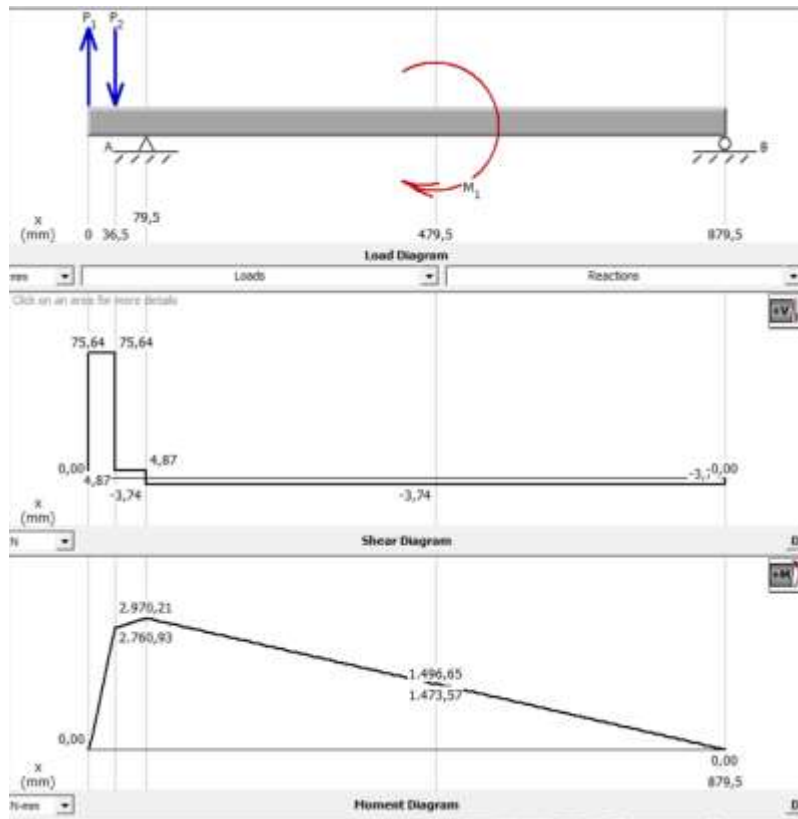 P1 P2
A
B
M1
x
(mm) 0 36,5 79,5 479,5 879,5
Load Diagram
Loads Reactions
Click on an area for more details
+V
75,64 75,64
0,00
4,87
4,87
-3,74 -3,74
-0,00
x
(mm)
N Shear Diagram
+M
2.970,21
2.760,93
1.496,65
1.473,57
0,00
0,00
x
(mm) 879,5
N-mm Moment Diagram